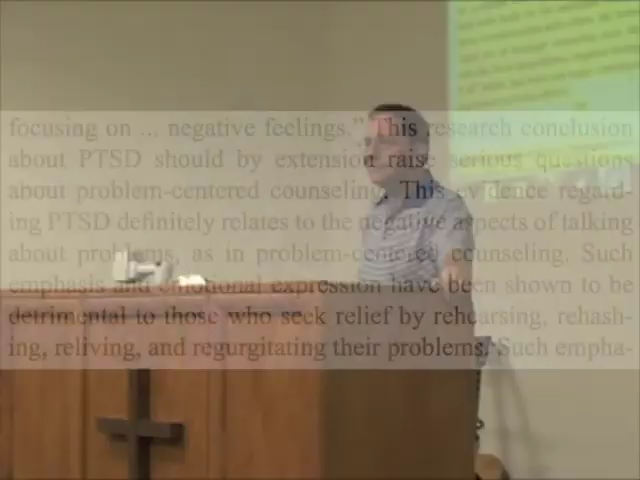 focusing on ... negative feelings." This research conclusion
about PTSD should by extension raise serious questions
about problem-centered counseling. This evidence regard-
ing PTSD definitely relates to the negative aspects of talking
about problems, as in problem-centered counseling. Such
emphasis and emotional expression have been shown to be
detrimental to those who seek relief by rehearsing, rehash-
ing, reliving, and regurgitating their problems. Such empha-